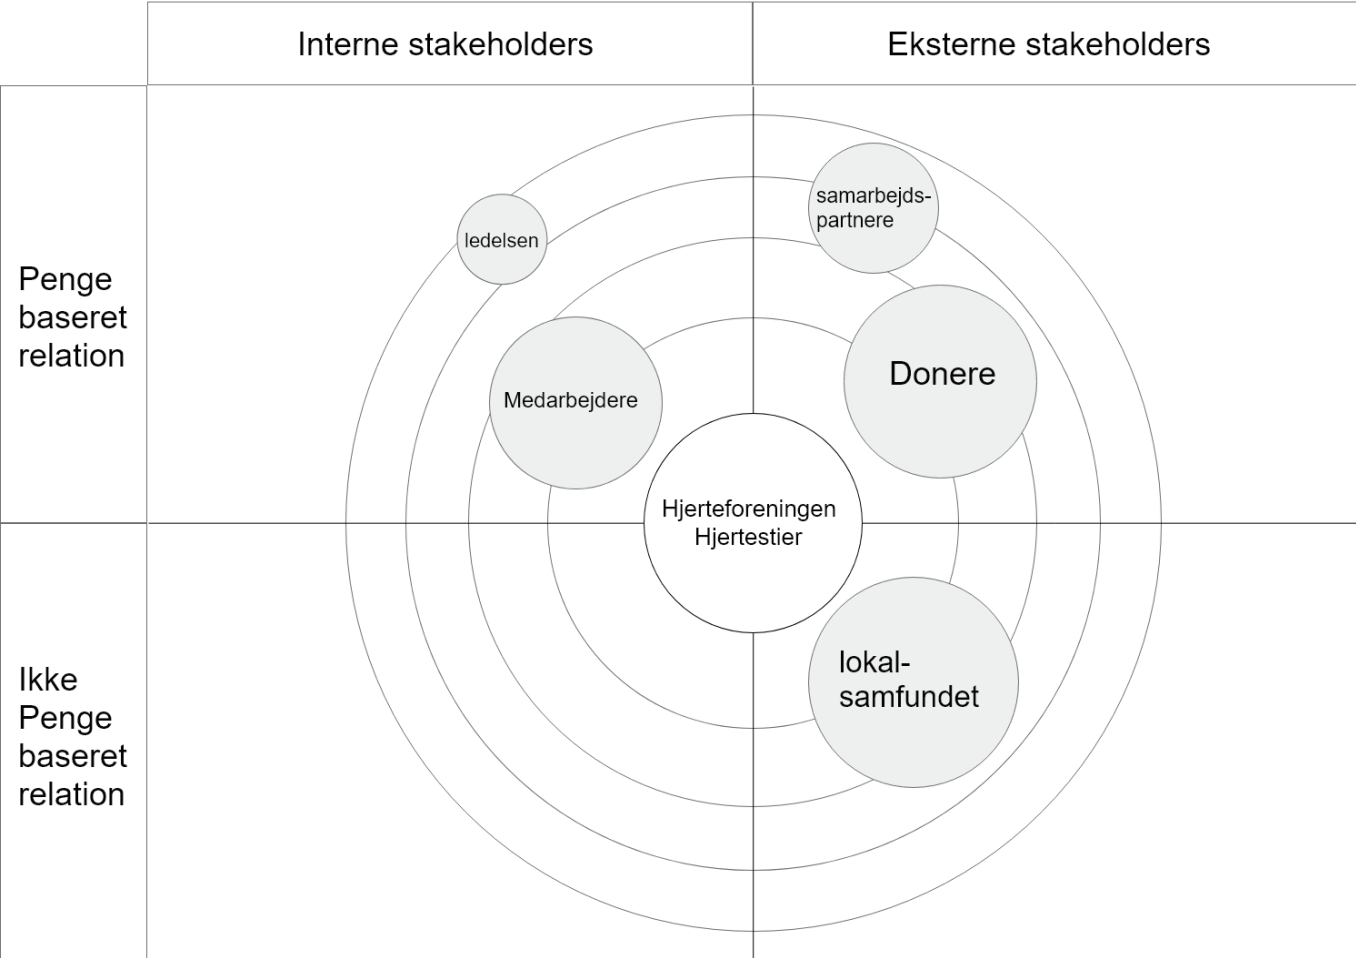 Interne stakeholders
Eksterne stakeholders
Penge
baseret
relation
ledelsen
samarbejds-
partnere
Medarbejdere
Donere
Hjerteforeningen
Hjertestier
Ikke
Penge
baseret
relation
lokal-
samfundet